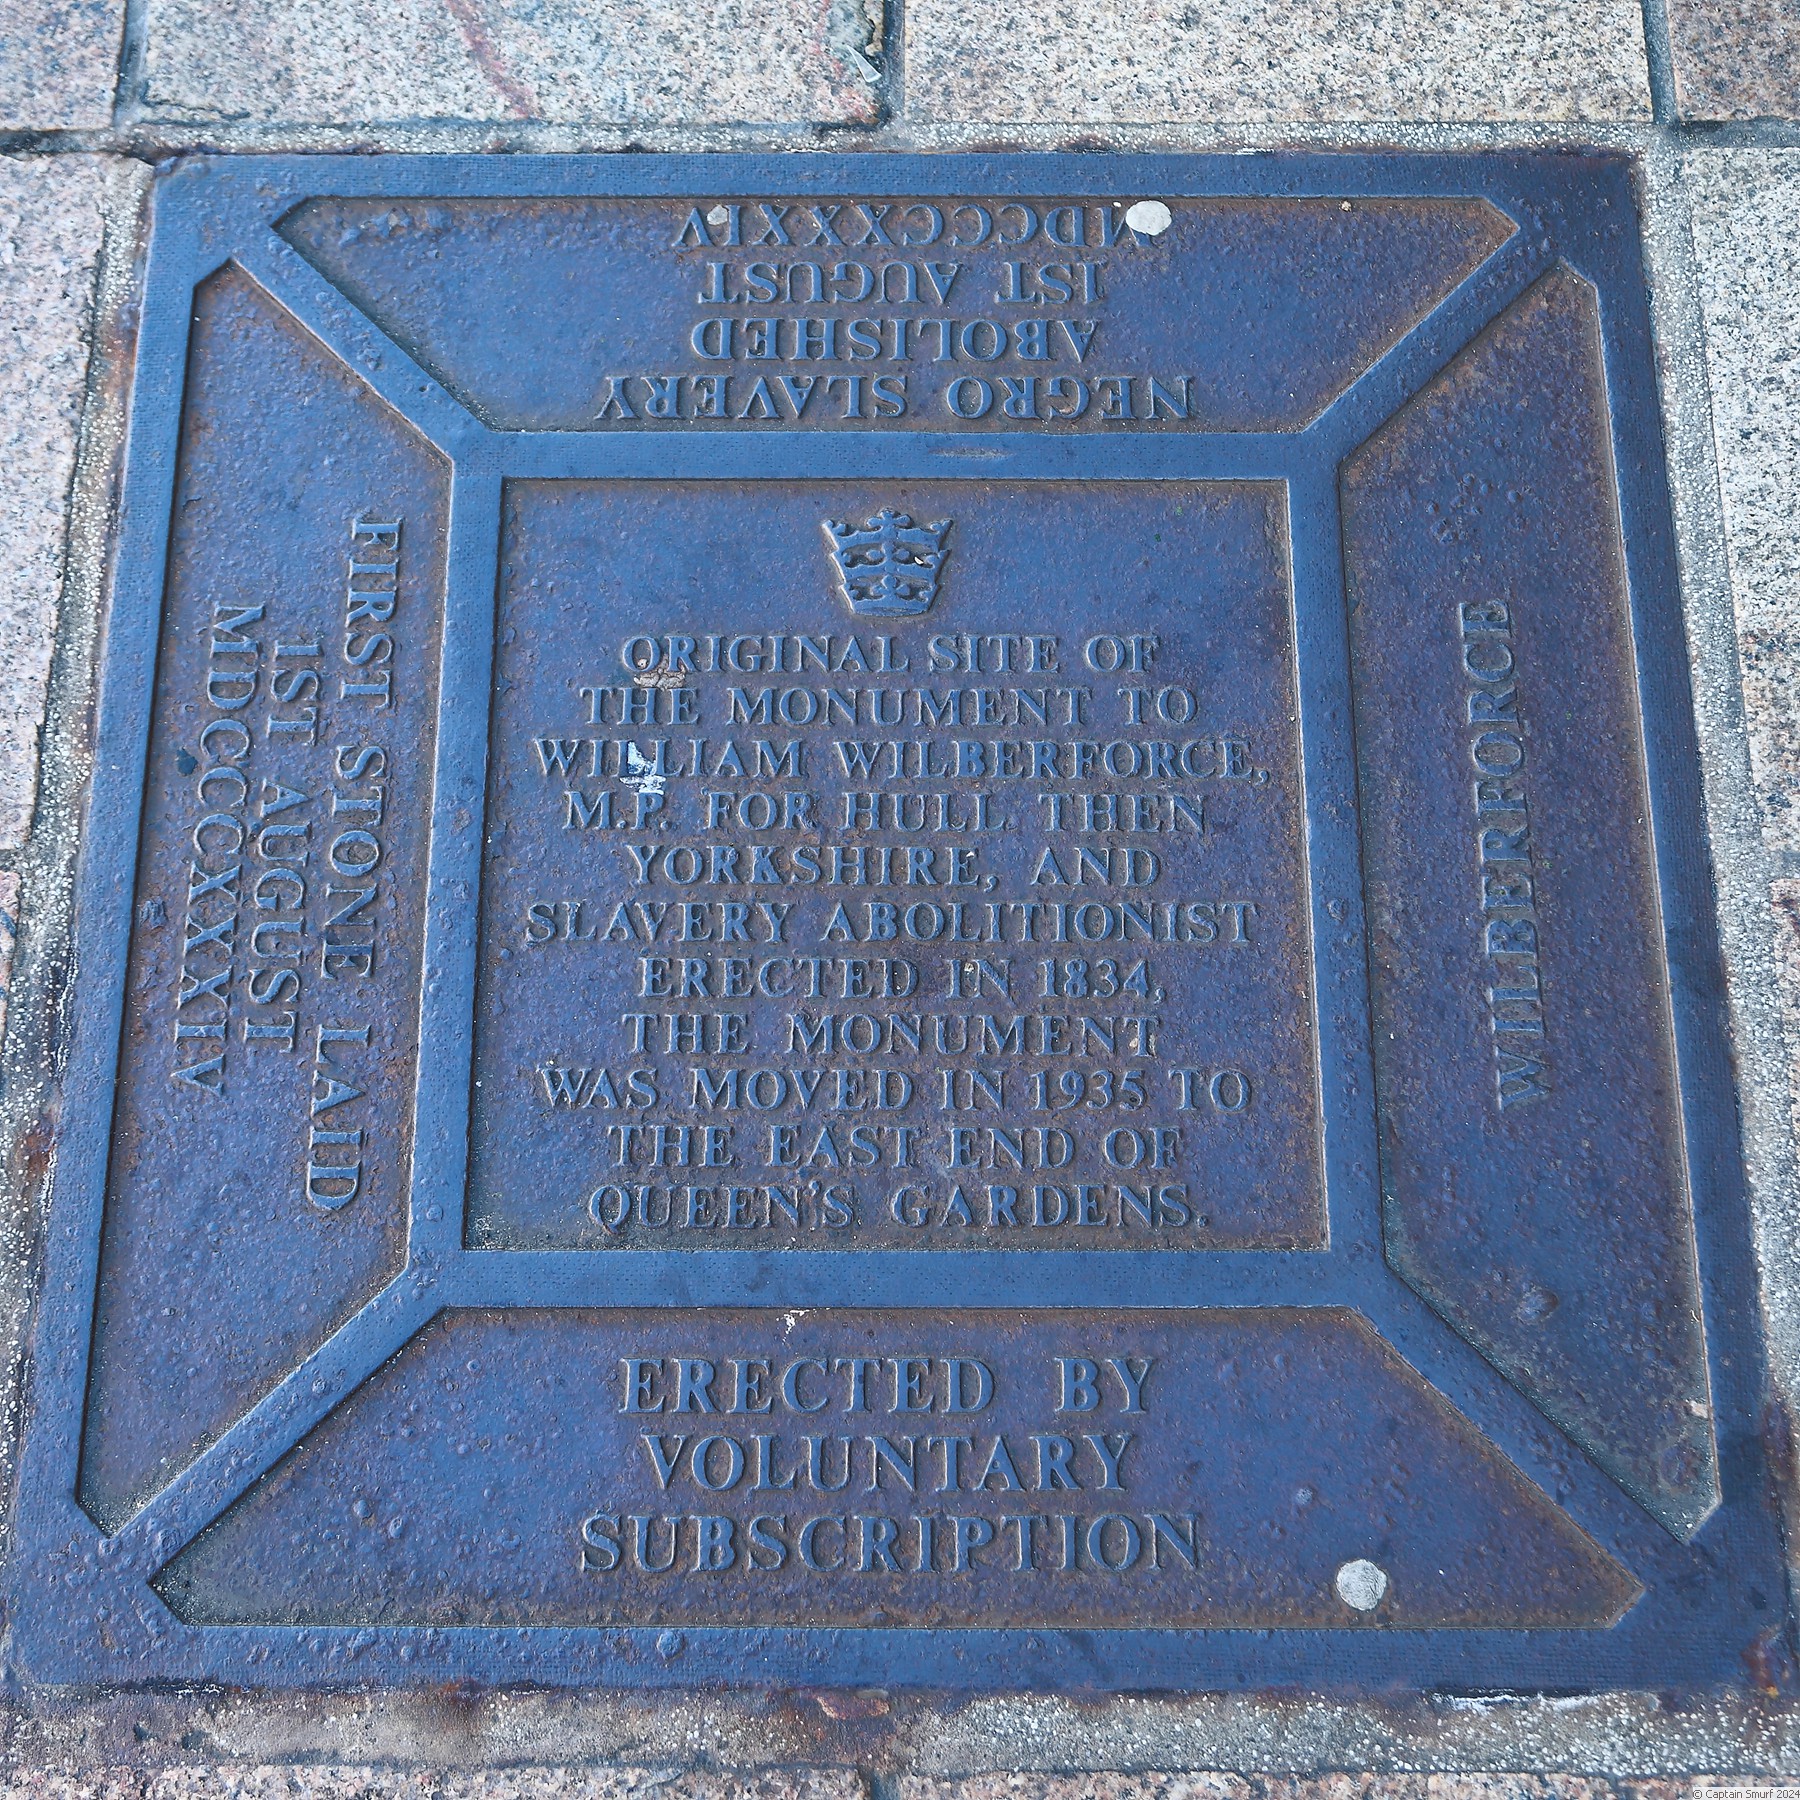 NEGRO SLAVERY
ABOLISHED
1ST AUGUST
MDCCCXXXIV
FIRST STONE LAID
1ST AUGUST
MDCCCXXXIV
ORIGINAL SITE OF
THE MONUMENT TO
WILLIAM WILBERFORCE,
M.P. FOR HULL THEN
YORKSHIRE, AND
SLAVERY ABOLITIONIST
ERECTED IN 1834,
THE MONUMENT
WAS MOVED IN 1935 TO
THE EAST END OF
QUEEN'S GARDENS.
WILBERFORCE
ERECTED BY
VOLUNTARY
SUBSCRIPTION
© Captain Smurf 2024